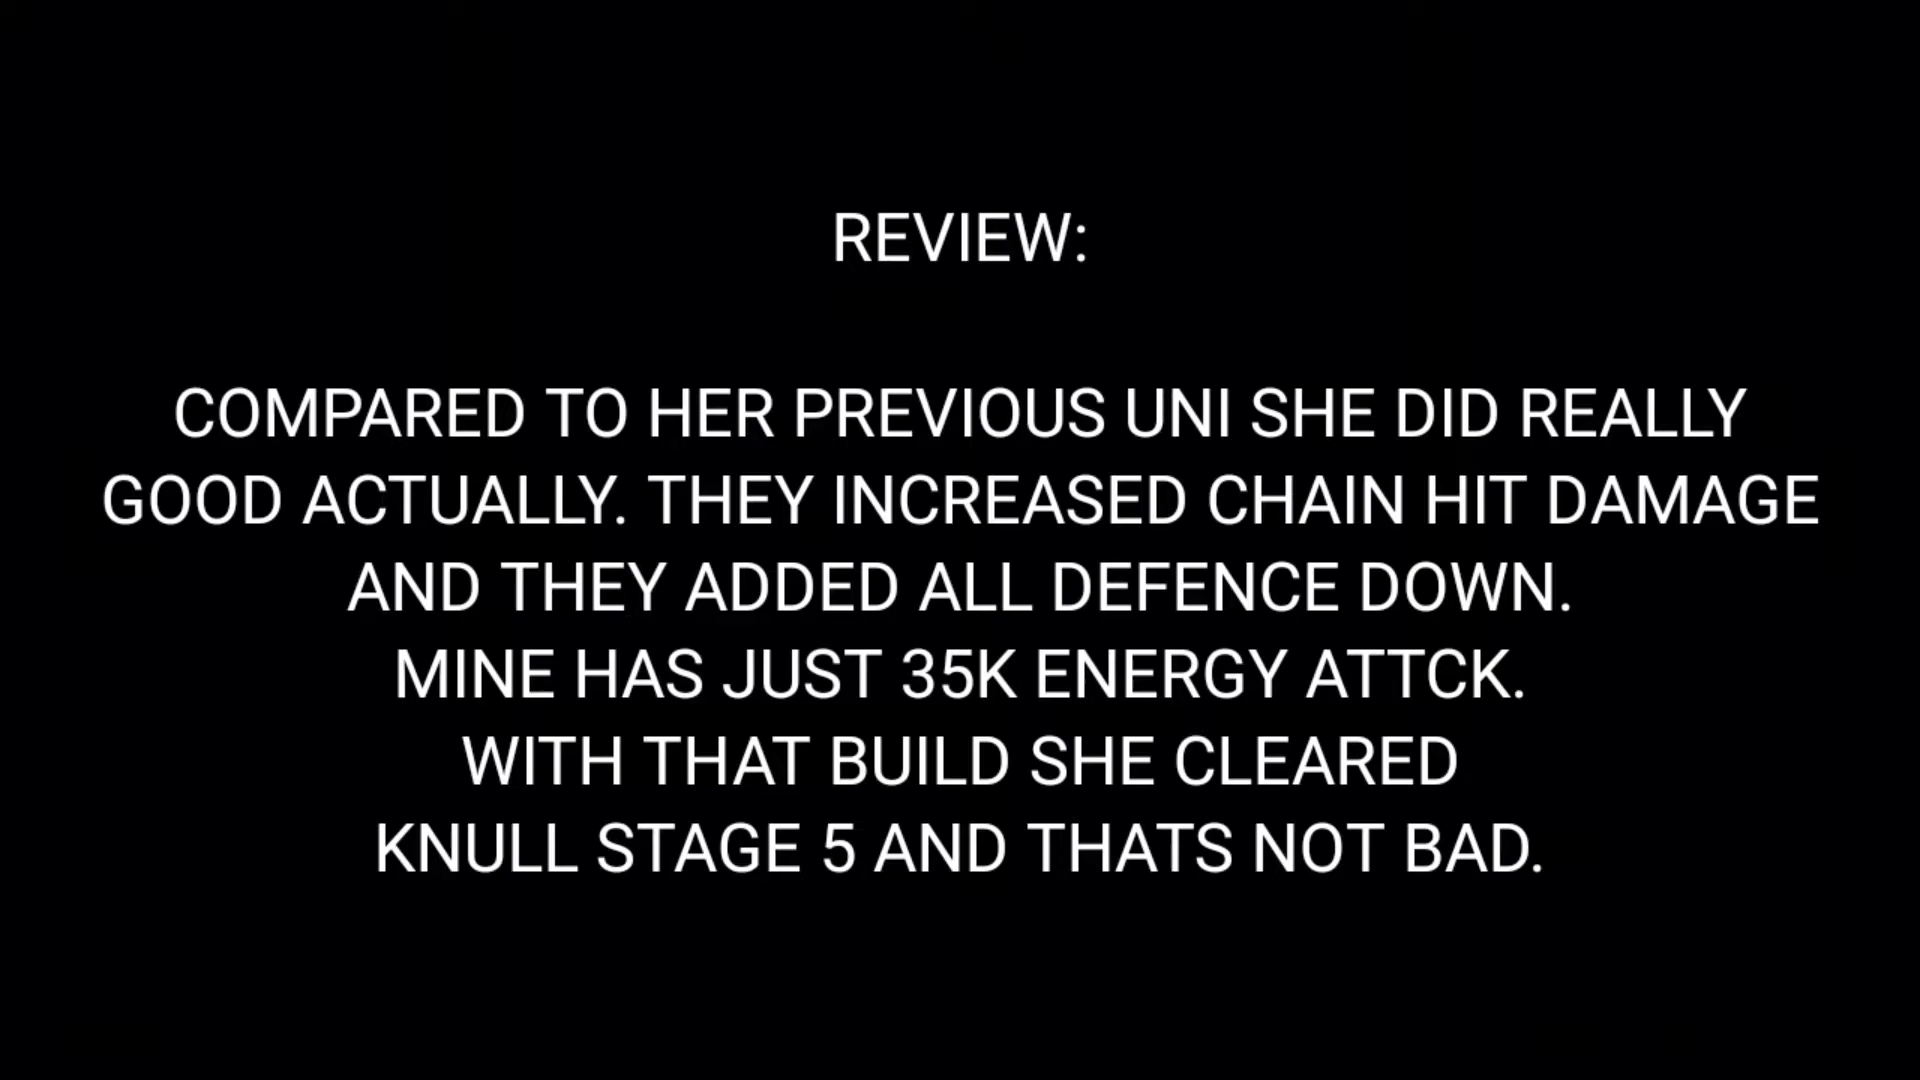 REVIEW:
COMPARED TO HER PREVIOUS UNI SHE DID REALLY
GOOD ACTUALLY. THEY INCREASED CHAIN HIT DAMAGE
AND THEY ADDED ALL DEFENCE DOWN.
MINE HAS JUST 35K ENERGY ATTCK.
WITH THAT BUILD SHE CLEARED
KNULL STAGE 5 AND THATS NOT BAD.